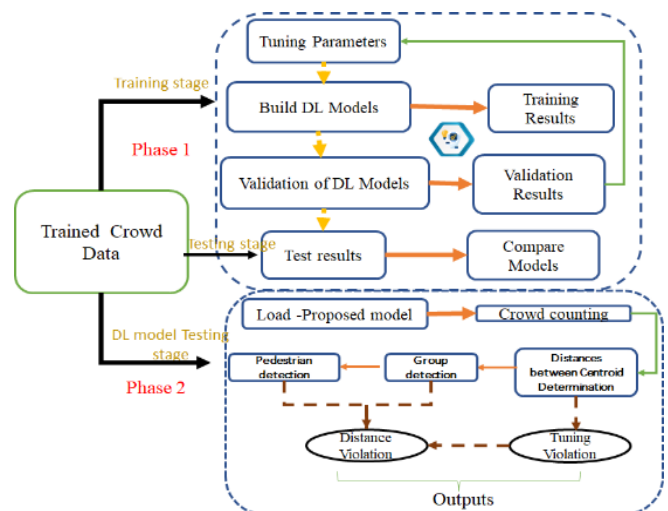 Tuning Parameters
Training stage
Build DL Models
Training
Results
Phase 1
Validation of DL Models
Validation
Results
Trained Crowd
Data
Testing stage
Test results
Compare
Models
Load -Proposed model
Crowd counting
DL model Testing
stage
Phase 2
Pedestrian
detection
Group
detection
Distances
between Centroid
Determination
Distance
Violation
Tuning
Violation
Outputs